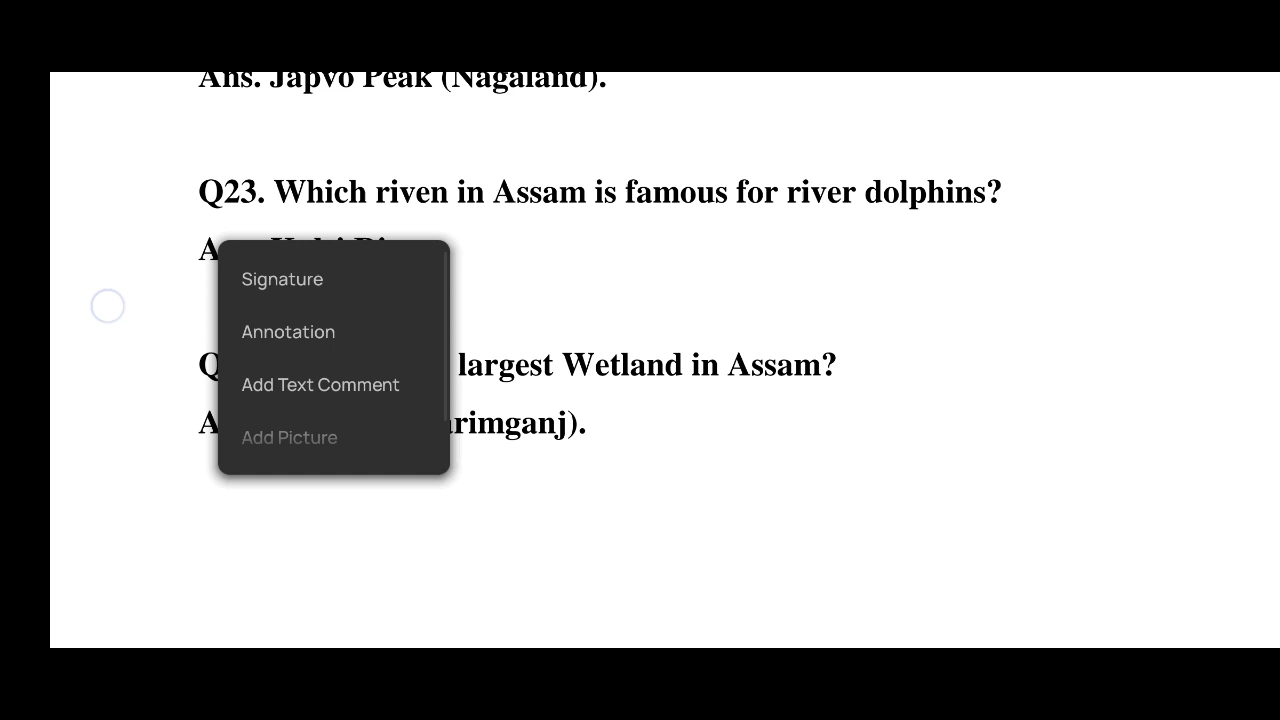 Ans. Japvo Peak (Nagaland).
Q23. Which riven in Assam is famous for river dolphins?
Signature
Annotation
largest Wetland in Assam?
Add Text Comment
Add Picture